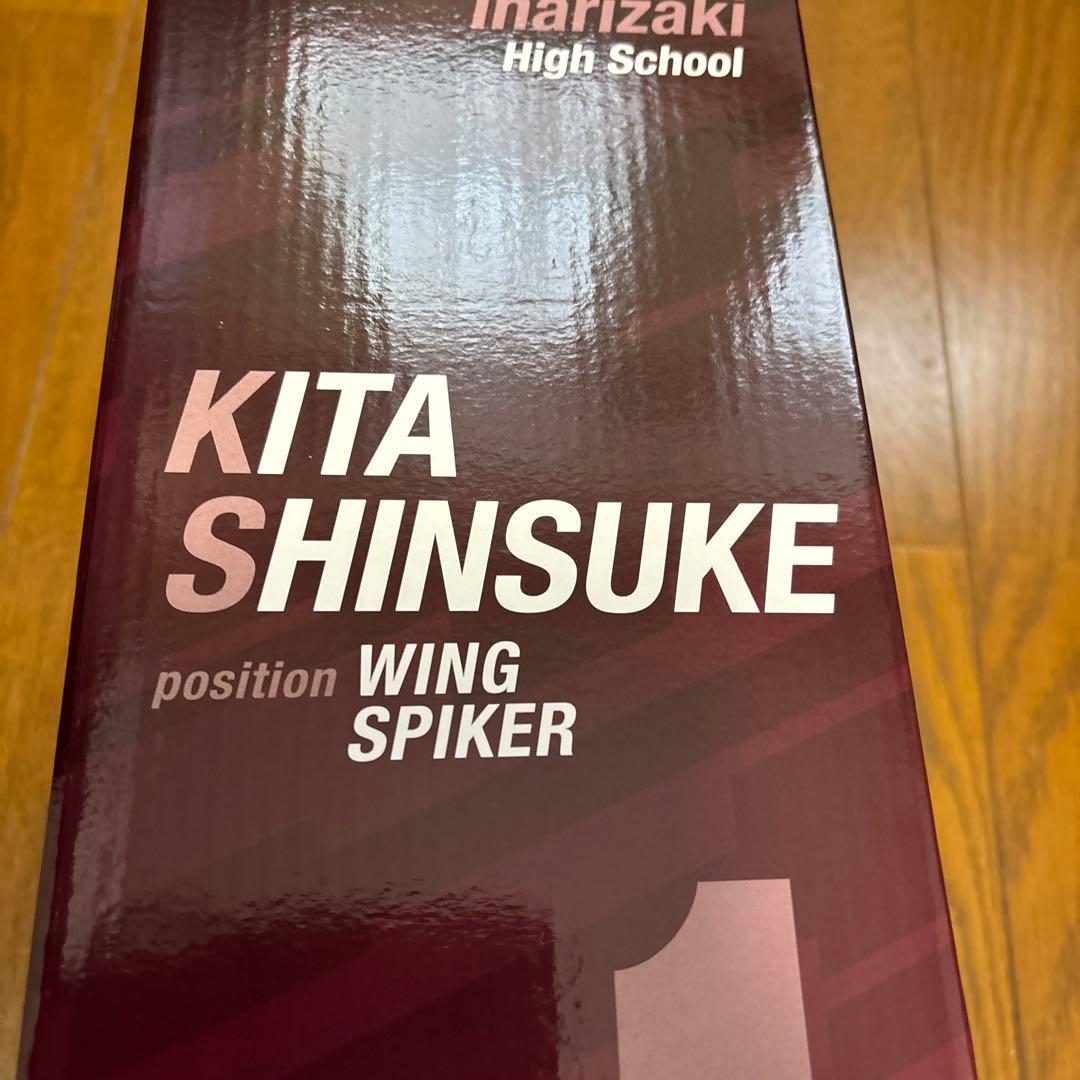 Inarizaki
High School
KITA
SHINSUKE
position WING
SPIKER
1